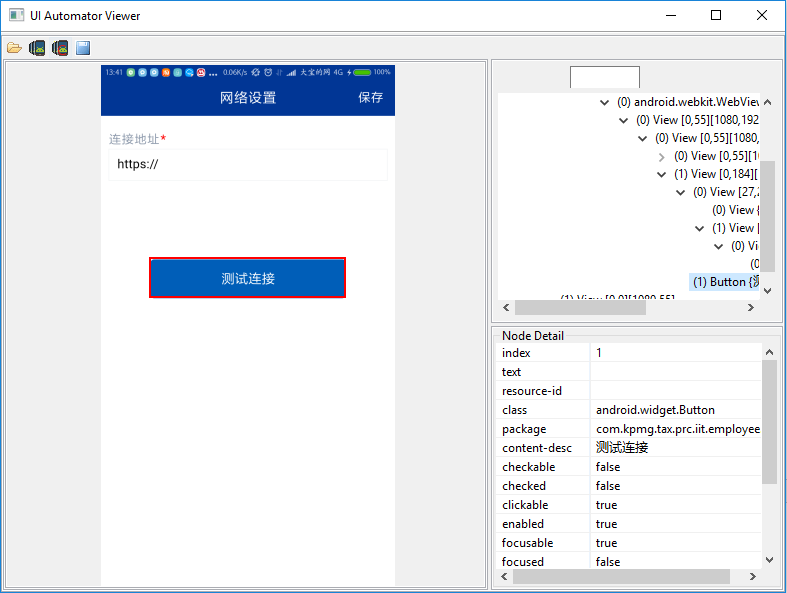 UI Automator Viewer
13:41 ... 0.06K/s 大宝的网 4G 100%
网络设置 保存
连接地址*
https://
测试连接
(0) android.webkit.WebView
(0) View [0,55][1080,192
(0) View [0,55][1080,
(0) View [0,55][10
(1) View [0,184][
(0) View [27,2
(0) View {
(1) View [
(0) Vi
(0
(1) Button {测
(1) View [0,0][1080,55]
Node Detail
index 1
text
resource-id
class android.widget.Button
package com.kpmg.tax.prc.iit.employee
content-desc 测试连接
checkable false
checked false
clickable true
enabled true
focusable true
focused false